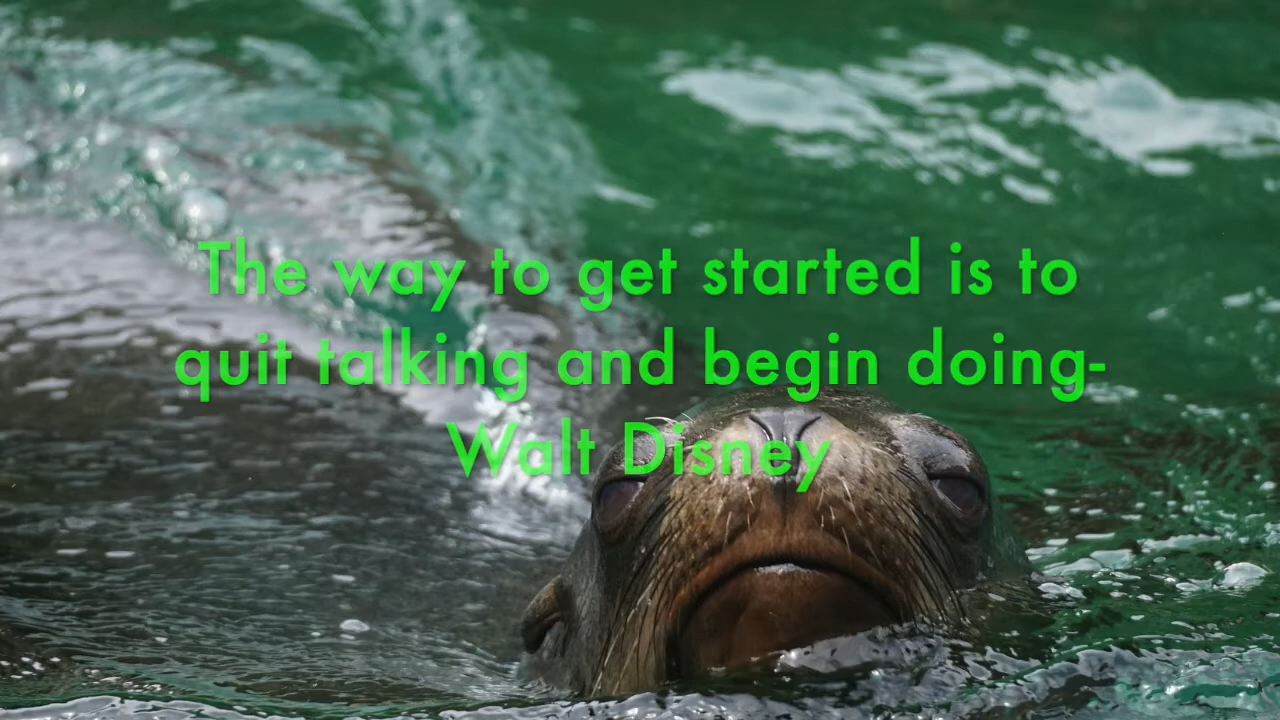 The way to get started is to
quit talking and begin doing-
Walt Disney